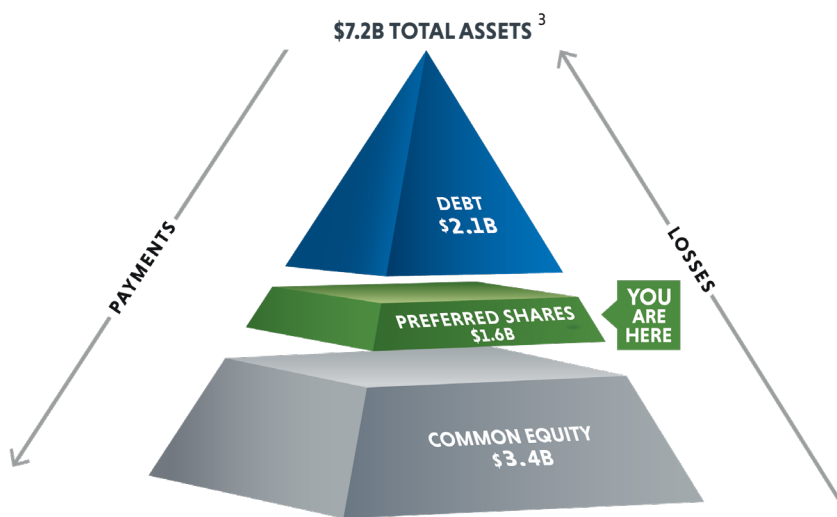 $7.2B TOTAL ASSETS 3
PAYMENTS
LOSSES
DEBT
$2.1B
PREFERRED SHARES
$1.6B
YOU
ARE
HERE
COMMON EQUITY
$3.4B